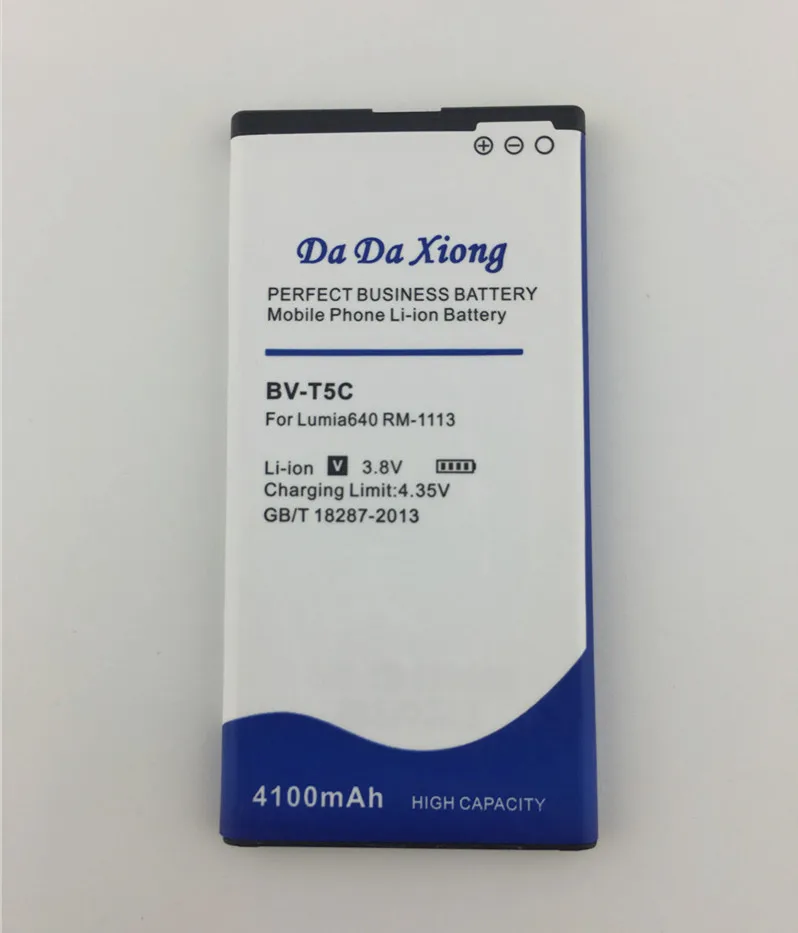 Da Da Xiong
PERFECT BUSINESS BATTERY
Mobile Phone Li-ion Battery
BV-T5C
For Lumia640 RM-1113
Li-ion V 3.8V
Charging Limit:4.35V
GB/T 18287-2013
4100mAh HIGH CAPACITY